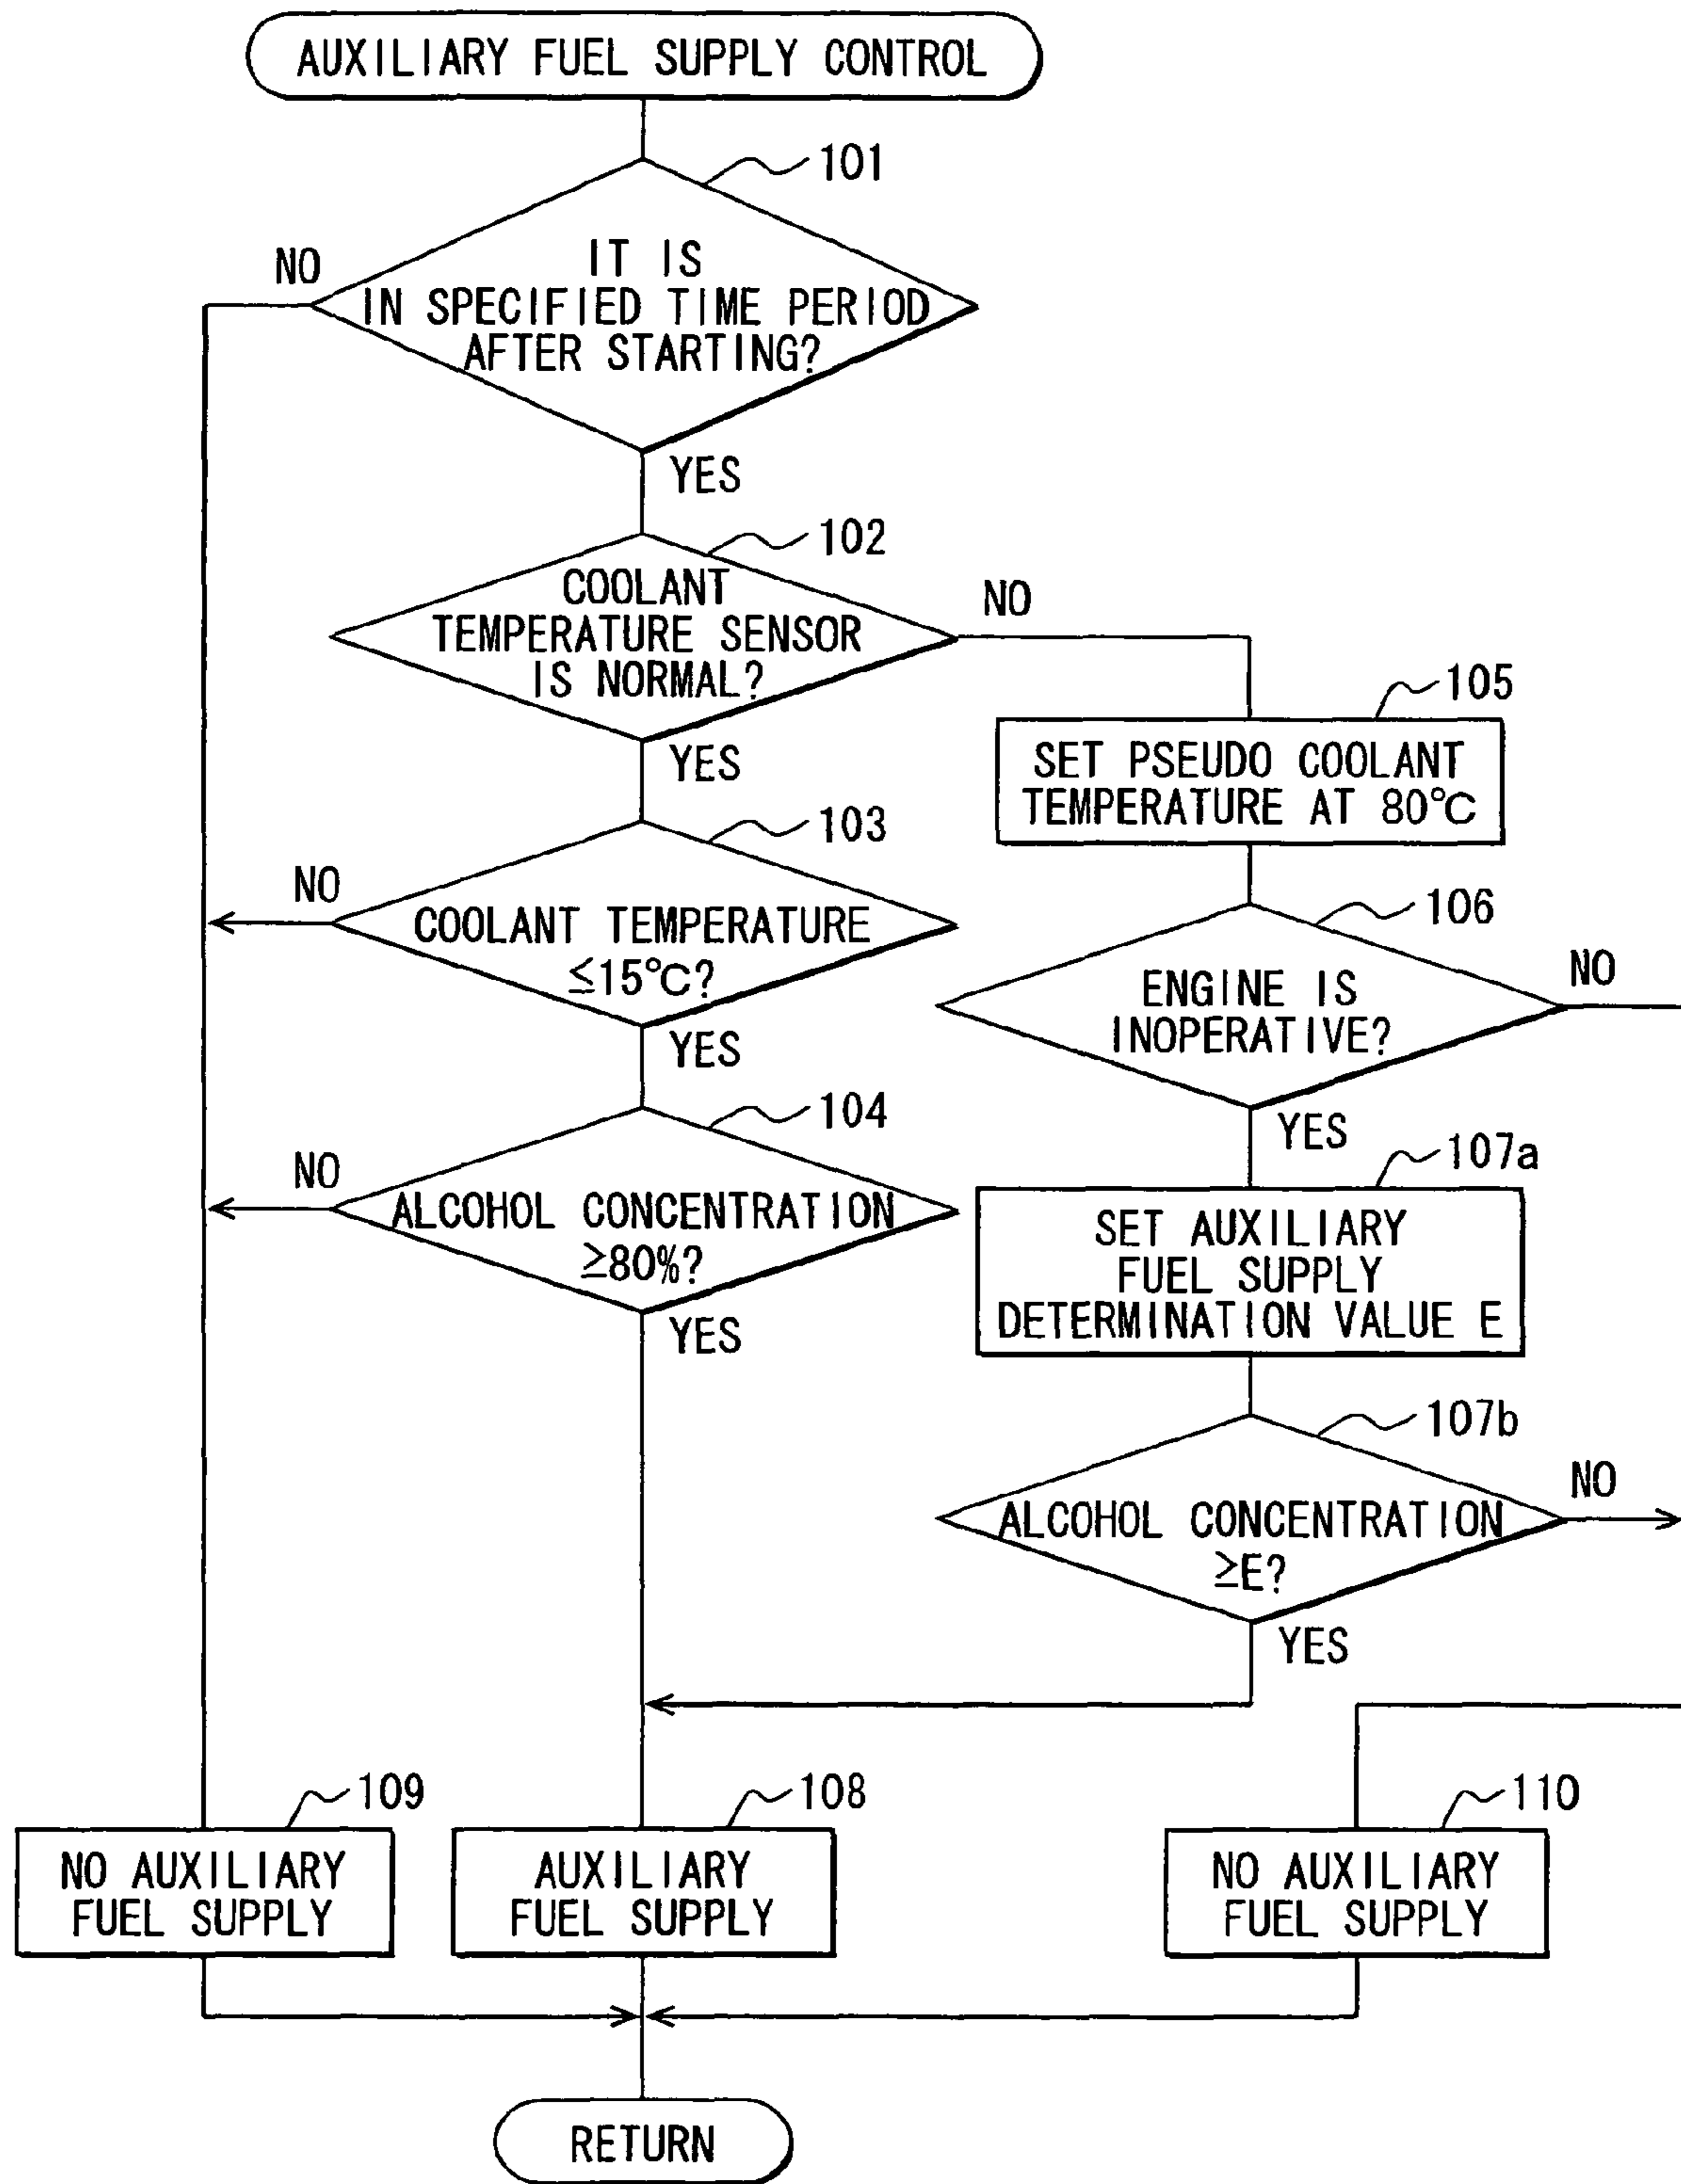 AUXILIARY FUEL SUPPLY CONTROL
101
IT IS
IN SPECIFIED TIME PERIOD
AFTER STARTING?
NO
YES
102
COOLANT
TEMPERATURE SENSOR
IS NORMAL?
NO
YES
105
SET PSEUDO COOLANT
TEMPERATURE AT 80℃
103
COOLANT TEMPERATURE
≤15℃?
NO
YES
106
ENGINE IS
INOPERATIVE?
NO
YES
104
ALCOHOL CONCENTRATION
≥80%?
NO
YES
107a
SET AUXILIARY
FUEL SUPPLY
DETERMINATION VALUE E
107b
ALCOHOL CONCENTRATION
≥E?
NO
YES
109
NO AUXILIARY
FUEL SUPPLY
108
AUXILIARY
FUEL SUPPLY
110
NO AUXILIARY
FUEL SUPPLY
RETURN